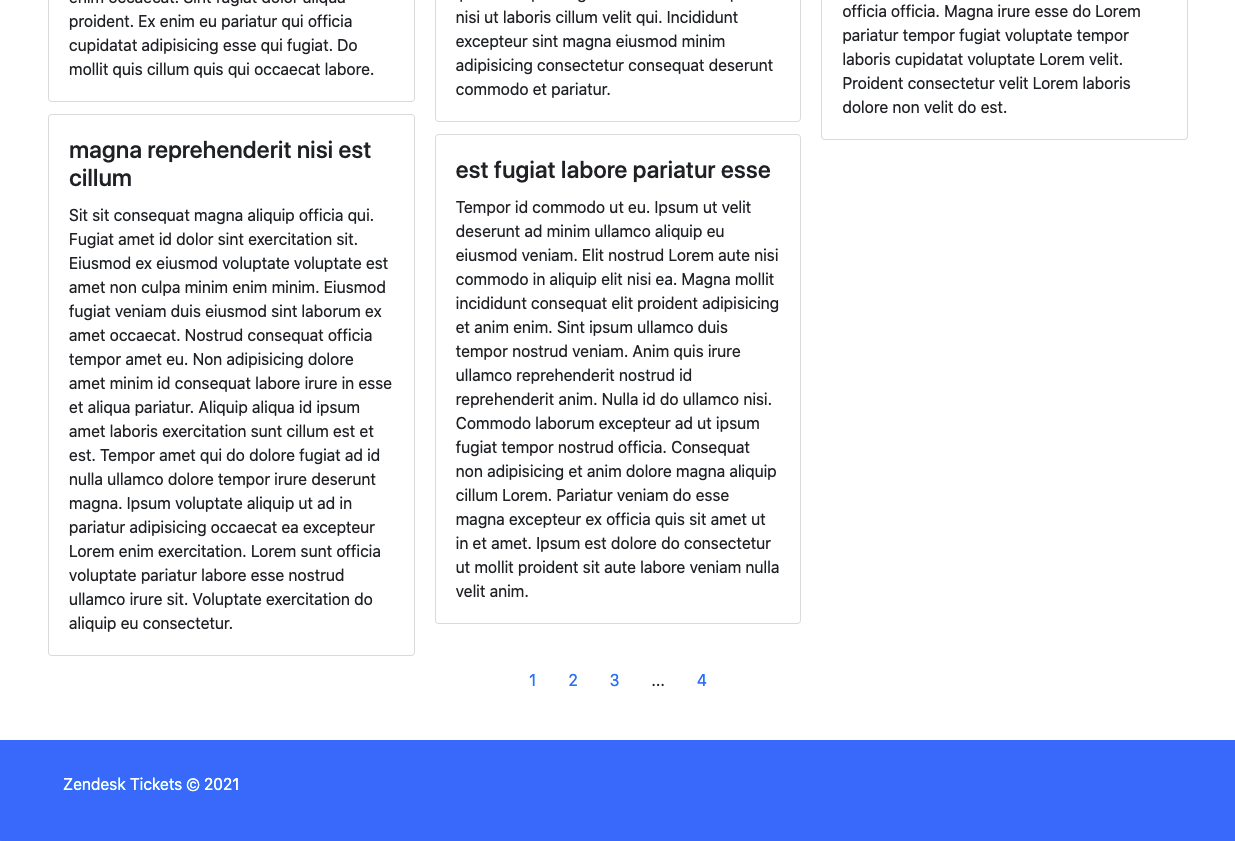 enim esse. Sint fugiat dolor aliqua
proident. Ex enim eu pariatur qui officia
cupidatat adipisicing esse qui fugiat. Do
mollit quis cillum quis qui occaecat labore.
magna reprehenderit nisi est
cillum
Sit sit consequat magna aliquip officia qui.
Fugiat amet id dolor sint exercitation sit.
Eiusmod ex eiusmod voluptate voluptate est
amet non culpa minim enim minim. Eiusmod
fugiat veniam duis eiusmod sint laborum ex
amet occaecat. Nostrud consequat officia
tempor amet eu. Non adipisicing dolore
amet minim id consequat labore irure in esse
et aliqua pariatur. Aliquip aliqua id ipsum
amet laboris exercitation sunt cillum est et
est. Tempor amet qui do dolore fugiat ad id
nulla ullamco dolore tempor irure deserunt
magna. Ipsum voluptate aliquip ut ad in
pariatur adipisicing occaecat ea excepteur
Lorem enim exercitation. Lorem sunt officia
voluptate pariatur labore esse nostrud
ullamco irure sit. Voluptate exercitation do
aliquip eu consectetur.
nisi ut laboris cillum velit qui. Incididunt
excepteur sint magna eiusmod minim
adipisicing consectetur consequat deserunt
commodo et pariatur.
est fugiat labore pariatur esse
Tempor id commodo ut eu. Ipsum ut velit
deserunt ad minim ullamco aliquip eu
eiusmod veniam. Elit nostrud Lorem aute nisi
commodo in aliquip elit nisi ea. Magna mollit
incididunt consequat elit proident adipisicing
et anim enim. Sint ipsum ullamco duis
tempor nostrud veniam. Anim quis irure
ullamco reprehenderit nostrud id
reprehenderit anim. Nulla id do ullamco nisi.
Commodo laborum excepteur ad ut ipsum
fugiat tempor nostrud officia. Consequat
non adipisicing et anim dolore magna aliquip
cillum Lorem. Pariatur veniam do esse
magna excepteur ex officia quis sit amet ut
in et amet. Ipsum est dolore do consectetur
ut mollit proident sit aute labore veniam nulla
velit anim.
officia officia. Magna irure esse do Lorem
pariatur tempor fugiat voluptate tempor
laboris cupidatat voluptate Lorem velit.
Proident consectetur velit Lorem laboris
dolore non velit do est.
1 2 3 ... 4
Zendesk Tickets © 2021